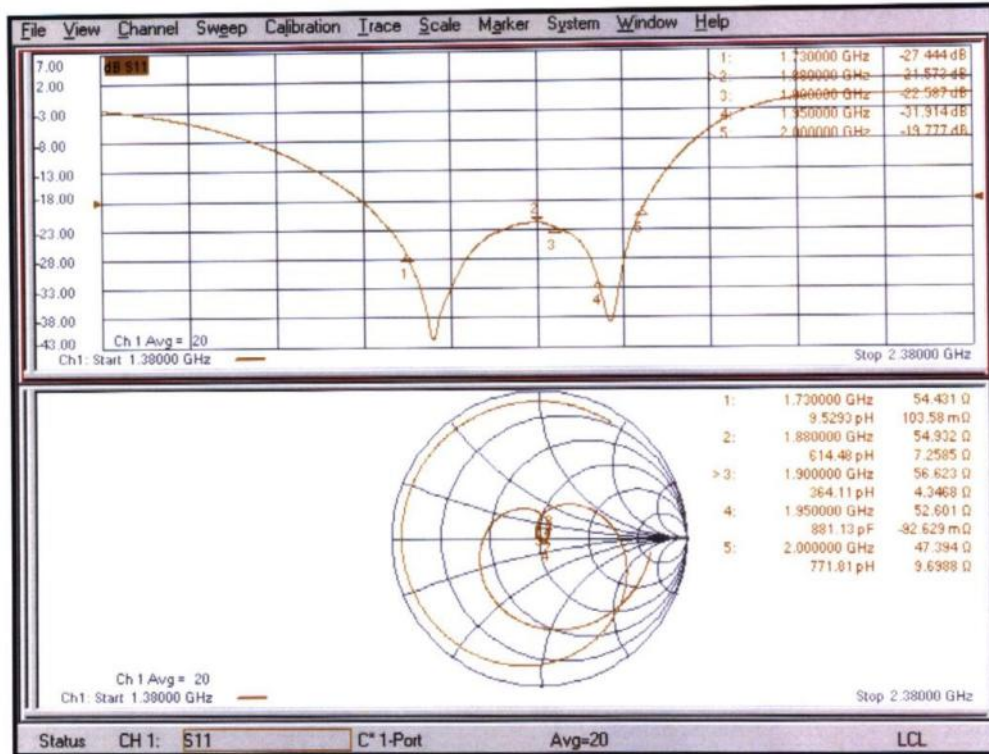 File View Channel Sweep Calibration Trace Scale Marker System Window Help
7.00
2.00
-3.00
-8.00
-13.00
-18.00
-23.00
-28.00
-33.00
-38.00
-43.00
dB S11
1: 1.730000 GHz -27.444 dB
>2: 1.880000 GHz -21.573 dB
3: 1.900000 GHz -22.587 dB
4: 1.950000 GHz -31.914 dB
5 2.000000 GHz -19.777 dB
2
1
3
4
5
Ch 1 Avg = 20
Ch1: Start 1.38000 GHz
Stop 2.38000 GHz
1: 1.730000 GHz 54.431 Ω
9.5293 pH 103.58 mΩ
2: 1.880000 GHz 54.932 Ω
614.48 pH 7.2585 Ω
>3: 1.900000 GHz 56.623 Ω
364.11 pH 4.3468 Ω
4: 1.950000 GHz 52.601 Ω
881.13 pF -92.629 mΩ
5: 2.000000 GHz 47.394 Ω
771.81 pH 9.6988 Ω
Ch 1 Avg = 20
Ch1: Start 1.38000 GHz
Stop 2.38000 GHz
Status CH 1: S11 C* 1-Port Avg=20 LCL